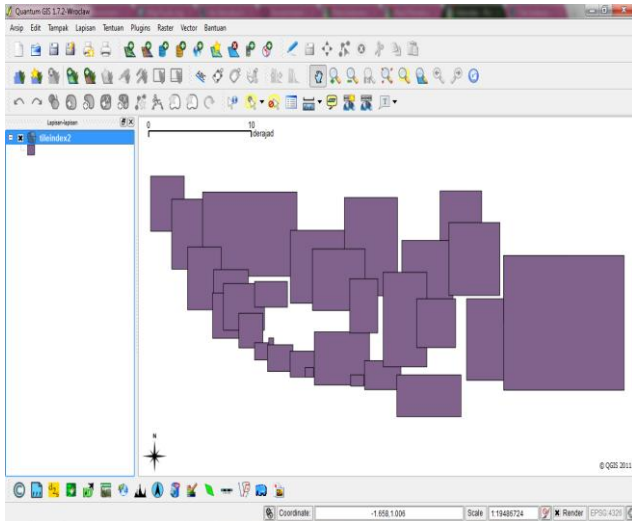 Quantum GIS 1.7.2-Wroclaw
Arsip Edit Tampak Lapisan Tentuan Plugins Raster Vector Bantuan
Lapisan-lapisan
tileindex2
0 10
derajad
N
© QGIS 2011
Coordinate: -1.658,1.006 Scale 1:19486724 Render EPSG:4326